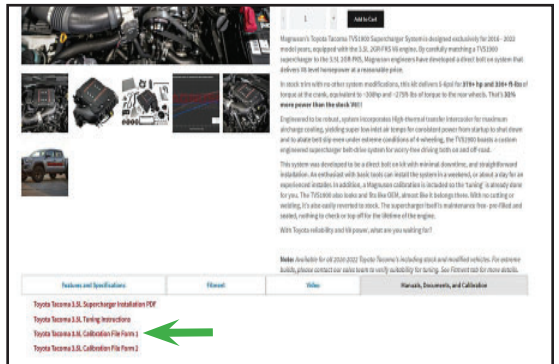 1
Add to Cart
Magnuson's Toyota Tacoma TVS1900 Supercharger System is designed exclusively for 2016 - 2022
model years, equipped with the 3.5L 2GR-FKS V6 engine. By carefully matching a TVS1900
supercharger to the 3.5L 2GR-FKS, Magnuson engineers have developed a direct bolt on kit that
delivers V8 level horsepower at a reasonable price.
In stock trim with no other system modifications, this kit delivers 5-6psi for 370+ hp and 330+ ft-lbs of
torque at the crank, equivalent to ~300hp and ~275ft-lbs of torque to the rear wheels. That's 35%
more power than the stock V6!!
Engineered to be robust, system incorporates High thermal transfer intercooler for maximum
aircharge cooling, yielding super low inlet air temps for consistent power from startup to shut down
and to abate belt slip even under extreme conditions of 4 wheeling, the TVS1900 boasts a custom
engineered supercharger belt drive system for worry-free driving both on and off road.
This system was developed to be a direct bolt on kit with minimal downtime, and straightforward
installation. An enthusiast with basic tools can install the system in a weekend, or about a day for an
experienced installer. In addition, a Magnuson calibration is included so the 'tuning' is already done
for you. The TVS1900 also looks and fits like OEM, almost like it belongs there. With no cutting or
welding, it's also easily reverted to stock. The supercharger itself is maintenance free - pre-filled and
sealed, nothing to check or top off for the lifetime of the engine.
With Toyota reliability and V8 power, what are you waiting for?
Note: Available for all 2016-2022 Toyota Tacoma's including stock and modified vehicles. For extreme
builds, please contact our sales team to verify suitability for tuning. See Fitment tab for more details.
Features and Specifications
Fitment
Video
Manuals, Documents, and Calibration
Toyota Tacoma 3.5L Supercharger Installation PDF
Toyota Tacoma 3.5L Tuning Instructions
Toyota Tacoma 3.5L Calibration File Form 1
Toyota Tacoma 3.5L Calibration File Form 2